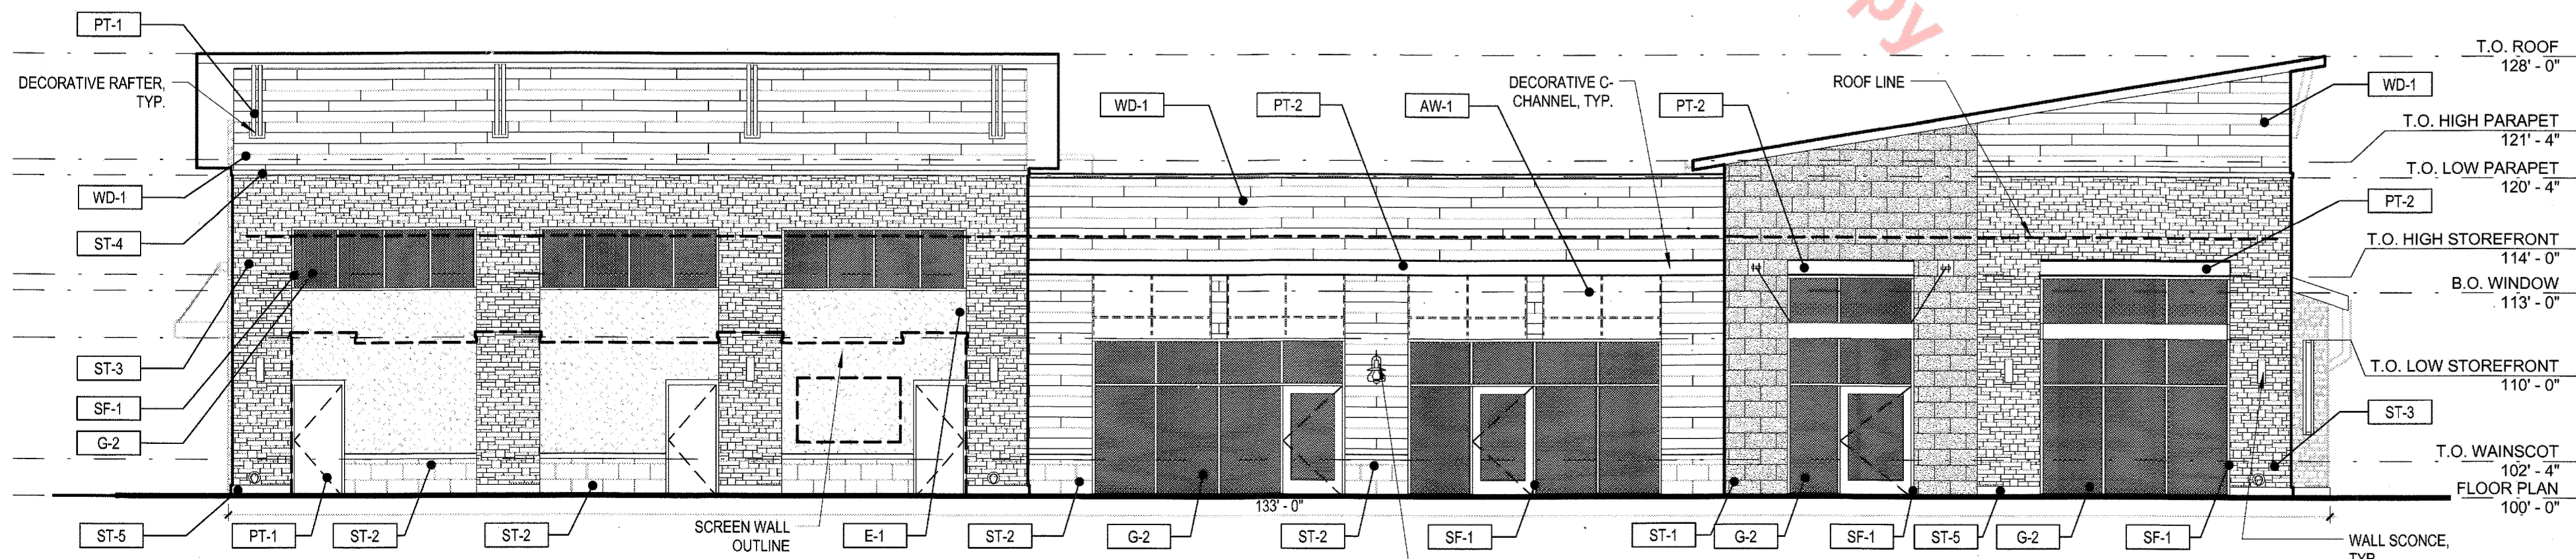 py
PT-1
DECORATIVE RAFTER,
TYP.
WD-1
ST-4
ST-3
SF-1
G-2
ST-5
PT-1
ST-2
ST-2
SCREEN WALL
OUTLINE
E-1
ST-2
WD-1
PT-2
AW-1
DECORATIVE C-
CHANNEL, TYP.
PT-2
ROOF LINE
133' - 0"
G-2
ST-2
SF-1
ST-1
G-2
SF-1
ST-5
G-2
SF-1
T.O. ROOF
128' - 0"
WD-1
T.O. HIGH PARAPET
121' - 4"
T.O. LOW PARAPET
120' - 4"
PT-2
T.O. HIGH STOREFRONT
114' - 0"
B.O. WINDOW
113' - 0"
T.O. LOW STOREFRONT
110' - 0"
ST-3
T.O. WAINSCOT
102' - 4"
FLOOR PLAN
100' - 0"
WALL SCONCE,
TYP.